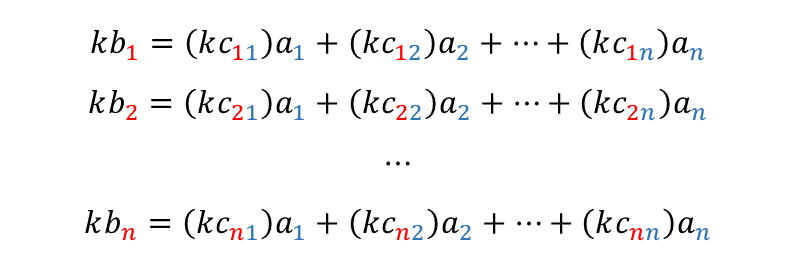 kb₁ = (kc₁₁)a₁ + (kc₁₂)a₂ + ⋯ + (kc₁ₙ)aₙ
kb₂ = (kc₂₁)a₁ + (kc₂₂)a₂ + ⋯ + (kc₂ₙ)aₙ
⋯
kbₙ = (kcₙ₁)a₁ + (kcₙ₂)a₂ + ⋯ + (kcₙₙ)aₙ